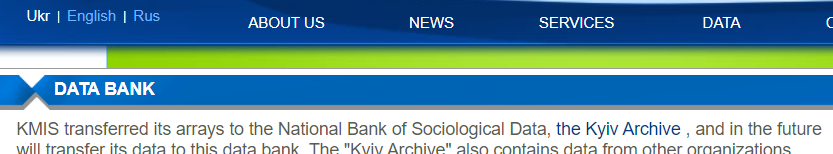 Ukr | English | Rus
ABOUT US NEWS SERVICES DATA
DATA BANK
KMIS transferred its arrays to the National Bank of Sociological Data, the Kyiv Archive , and in the future
will transfer its data to this data bank. The "Kyiv Archive" also contains data from other organizations